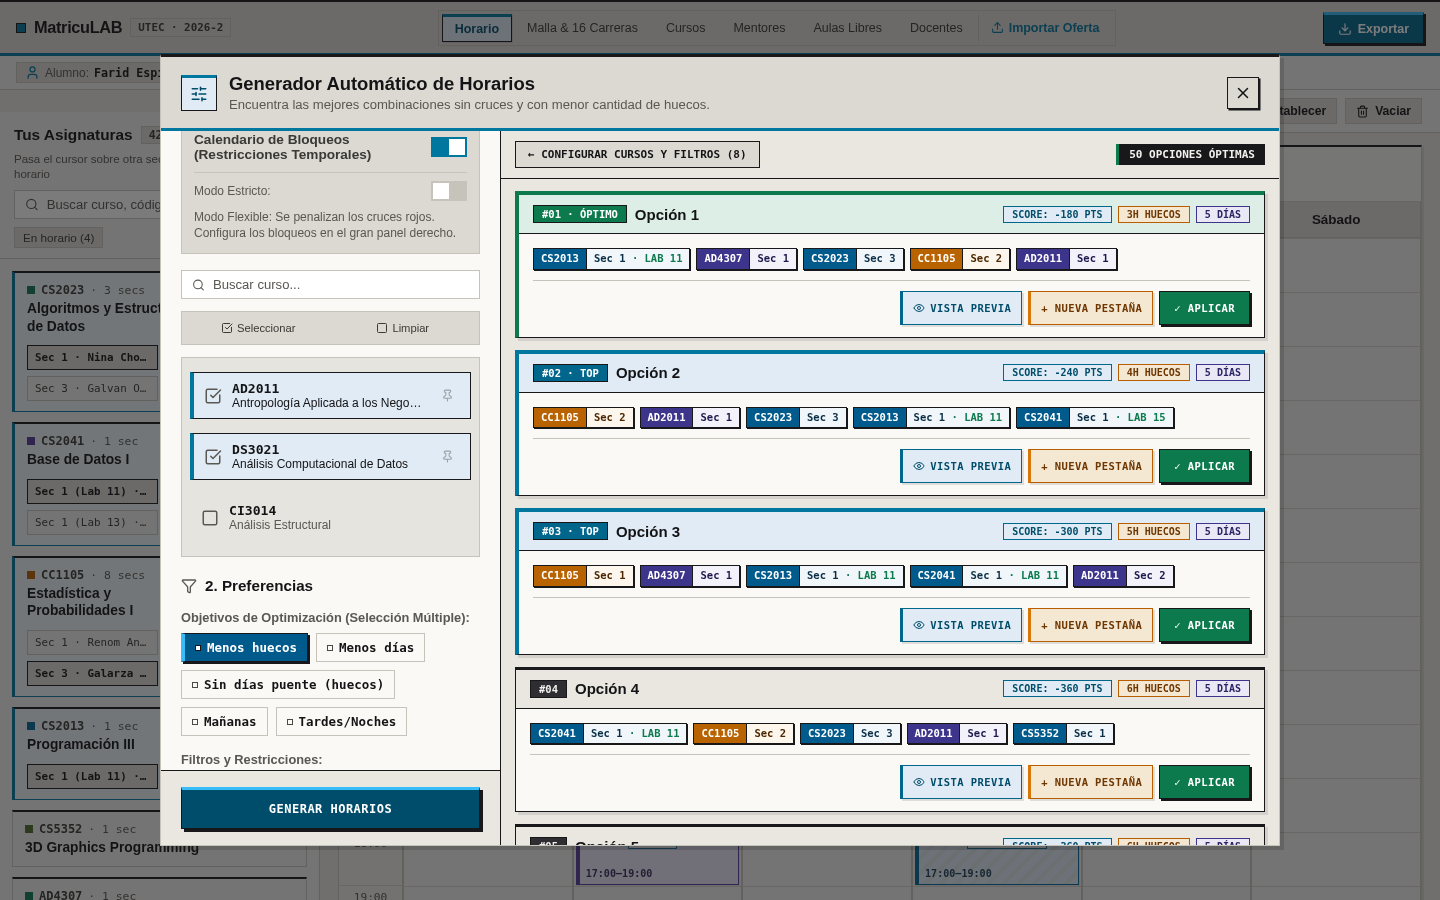 MatricuLAB UTEC · 2026-2 Horario Malla & 16 Carreras Cursos Mentores Aulas Libres Docentes Importar Oferta Exportar
Alumno: Farid Espi
tablecer Vaciar
Tus Asignaturas 42
Pasa el cursor sobre otra sec
horario
Buscar curso, códig
En horario (4)
Sábado
CS2023 · 3 secs
Algoritmos y Estruct
de Datos
Sec 1 · Nina Cho…
Sec 3 · Galvan O…
CS2041 · 1 sec
Base de Datos I
Sec 1 (Lab 11) ·…
Sec 1 (Lab 13) ·…
CC1105 · 8 secs
Estadística y
Probabilidades I
Sec 1 · Renom An…
Sec 3 · Galarza …
CS2013 · 1 sec
Programación III
Sec 1 (Lab 11) ·…
CS5352 · 1 sec
3D Graphics Programming
AD4307 · 1 sec
Generador Automático de Horarios
Encuentra las mejores combinaciones sin cruces y con menor cantidad de huecos.
Calendario de Bloqueos
(Restricciones Temporales)
Modo Estricto:
Modo Flexible: Se penalizan los cruces rojos.
Configura los bloqueos en el gran panel derecho.
Buscar curso...
Seleccionar Limpiar
AD2011
Antropología Aplicada a los Nego…
DS3021
Análisis Computacional de Datos
CI3014
Análisis Estructural
2. Preferencias
Objetivos de Optimización (Selección Múltiple):
Menos huecos Menos días
Sin días puente (huecos)
Mañanas Tardes/Noches
Filtros y Restricciones:
GENERAR HORARIOS
← CONFIGURAR CURSOS Y FILTROS (8) 50 OPCIONES ÓPTIMAS
#01 · ÓPTIMO Opción 1 SCORE: -180 PTS 3H HUECOS 5 DÍAS
CS2013 Sec 1 · LAB 11 AD4307 Sec 1 CS2023 Sec 3 CC1105 Sec 2 AD2011 Sec 1
VISTA PREVIA + NUEVA PESTAÑA ✓ APLICAR
#02 · TOP Opción 2 SCORE: -240 PTS 4H HUECOS 5 DÍAS
CC1105 Sec 2 AD2011 Sec 1 CS2023 Sec 3 CS2013 Sec 1 · LAB 11 CS2041 Sec 1 · LAB 15
VISTA PREVIA + NUEVA PESTAÑA ✓ APLICAR
#03 · TOP Opción 3 SCORE: -300 PTS 5H HUECOS 5 DÍAS
CC1105 Sec 1 AD4307 Sec 1 CS2013 Sec 1 · LAB 11 CS2041 Sec 1 · LAB 11 AD2011 Sec 2
VISTA PREVIA + NUEVA PESTAÑA ✓ APLICAR
#04 Opción 4 SCORE: -360 PTS 6H HUECOS 5 DÍAS
CS2041 Sec 1 · LAB 11 CC1105 Sec 2 CS2023 Sec 3 AD2011 Sec 1 CS5352 Sec 1
VISTA PREVIA + NUEVA PESTAÑA ✓ APLICAR
#05 Opción 5 SCORE: -360 PTS 6H HUECOS 5 DÍAS
17:00–19:00 17:00–19:00
19:00